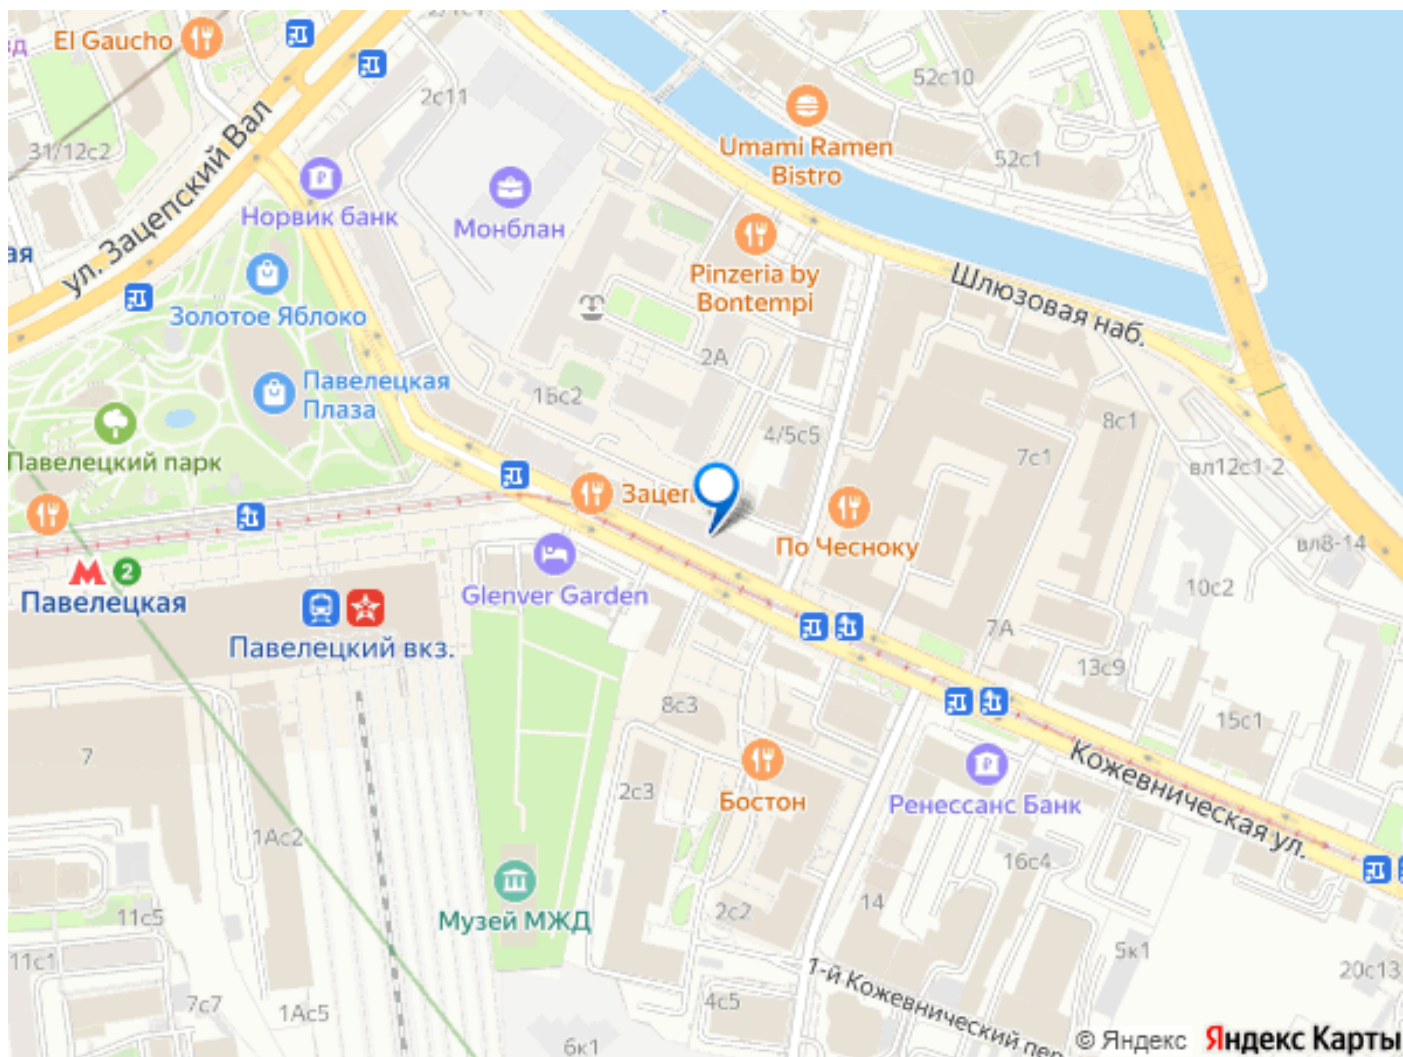 El Gaucho
2с11
52с10
31/12с2
ул. Зацепский Вал
Umami Ramen
Bistro
52с1
Норвик банк
Монблан
Pinzeria by
Bontempi
Шлюзовая наб.
Золотое Яблоко
2А
Павелецкая
Плаза
1Бс2
4/5с5
8с1
7с1
Павелецкий парк
вл12с1-2
По Чесноку
вл8-14
10с2
М 2
Павелецкая
Glenver Garden
7А
Павелецкий вкз.
13с9
8с3
15с1
7
2с3
Бостон
Кожевническая ул.
Ренессанс Банк
1Ас2
16с4
Музей МЖД
11с5
2с2
14
5к1
11с1
20с13
7с7
1Ас5
4с5
1-й Кожевнический пер
6к1
© Яндекс Яндекс Карты